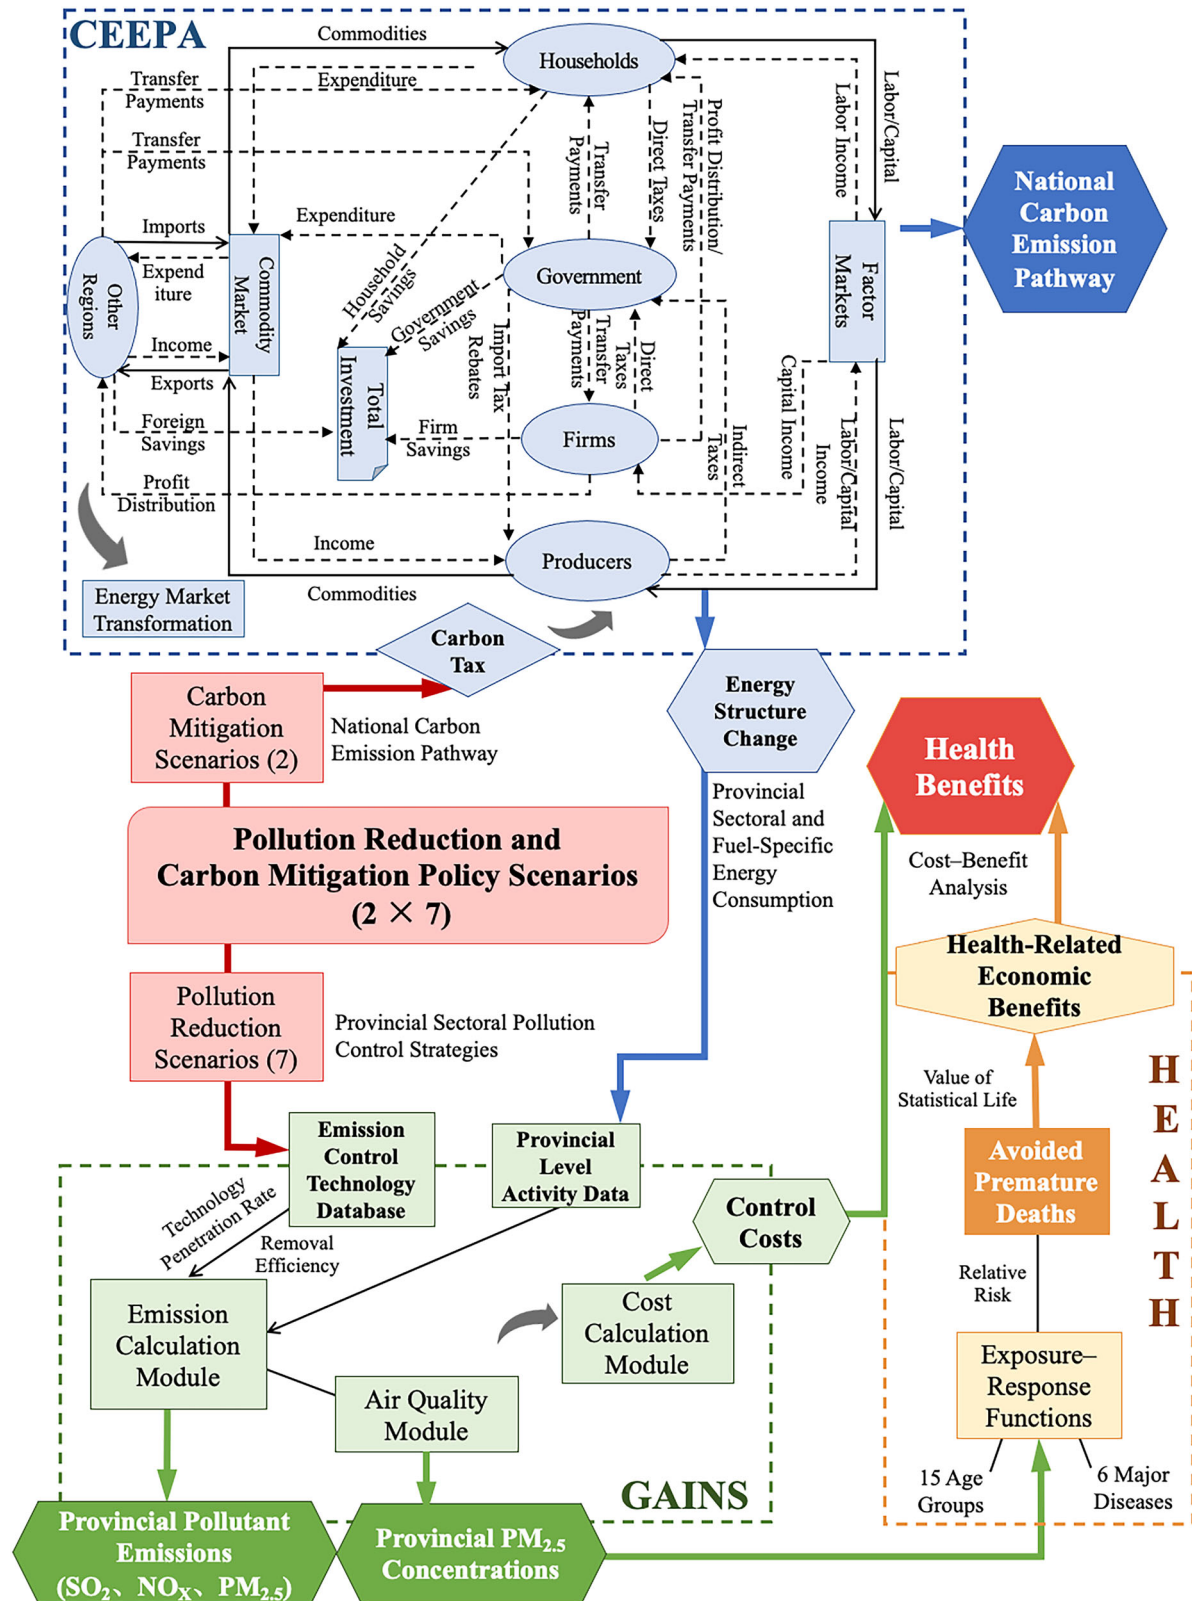 CEEPA
Commodities
Households
Transfer
Payments
Expenditure
Transfer
Payments
Transfer
Payments
Direct Taxes
Profit Distribution/
Transfer Payments
Labor Income
Labor/Capital
National
Carbon
Emission
Pathway
Imports
Expenditure
Other
Regions
Expend
iture
Commodity
Market
Household
Savings
Government
Government
Savings
Factor
Markets
Income
Exports
Total
Investment
Import Tax
Rebates
Transfer
Payments
Direct
Taxes
Capital Income
Foreign
Savings
Firm
Savings
Firms
Indirect
Taxes
Labor/Capital
Income
Labor/Capital
Profit
Distribution
Income
Producers
Commodities
Energy Market
Transformation
Carbon
Tax
Carbon
Mitigation
Scenarios (2)
National Carbon
Emission Pathway
Energy
Structure
Change
Health
Benefits
Provincial
Sectoral and
Fuel-Specific
Energy
Consumption
Pollution Reduction and
Carbon Mitigation Policy Scenarios
(2 × 7)
Cost–Benefit
Analysis
Health-Related
Economic
Benefits
Pollution
Reduction
Scenarios (7)
Provincial Sectoral Pollution
Control Strategies
Value of
Statistical Life
HEALTH
Emission
Control
Technology
Database
Provincial
Level
Activity Data
Avoided
Premature
Deaths
Technology
Penetration Rate
Removal
Efficiency
Control
Costs
Relative
Risk
Emission
Calculation
Module
Cost
Calculation
Module
Exposure–
Response
Functions
Air Quality
Module
15 Age
Groups
6 Major
Diseases
GAINS
Provincial Pollutant
Emissions
(SO₂、NOₓ、PM₂.₅)
Provincial PM₂.₅
Concentrations